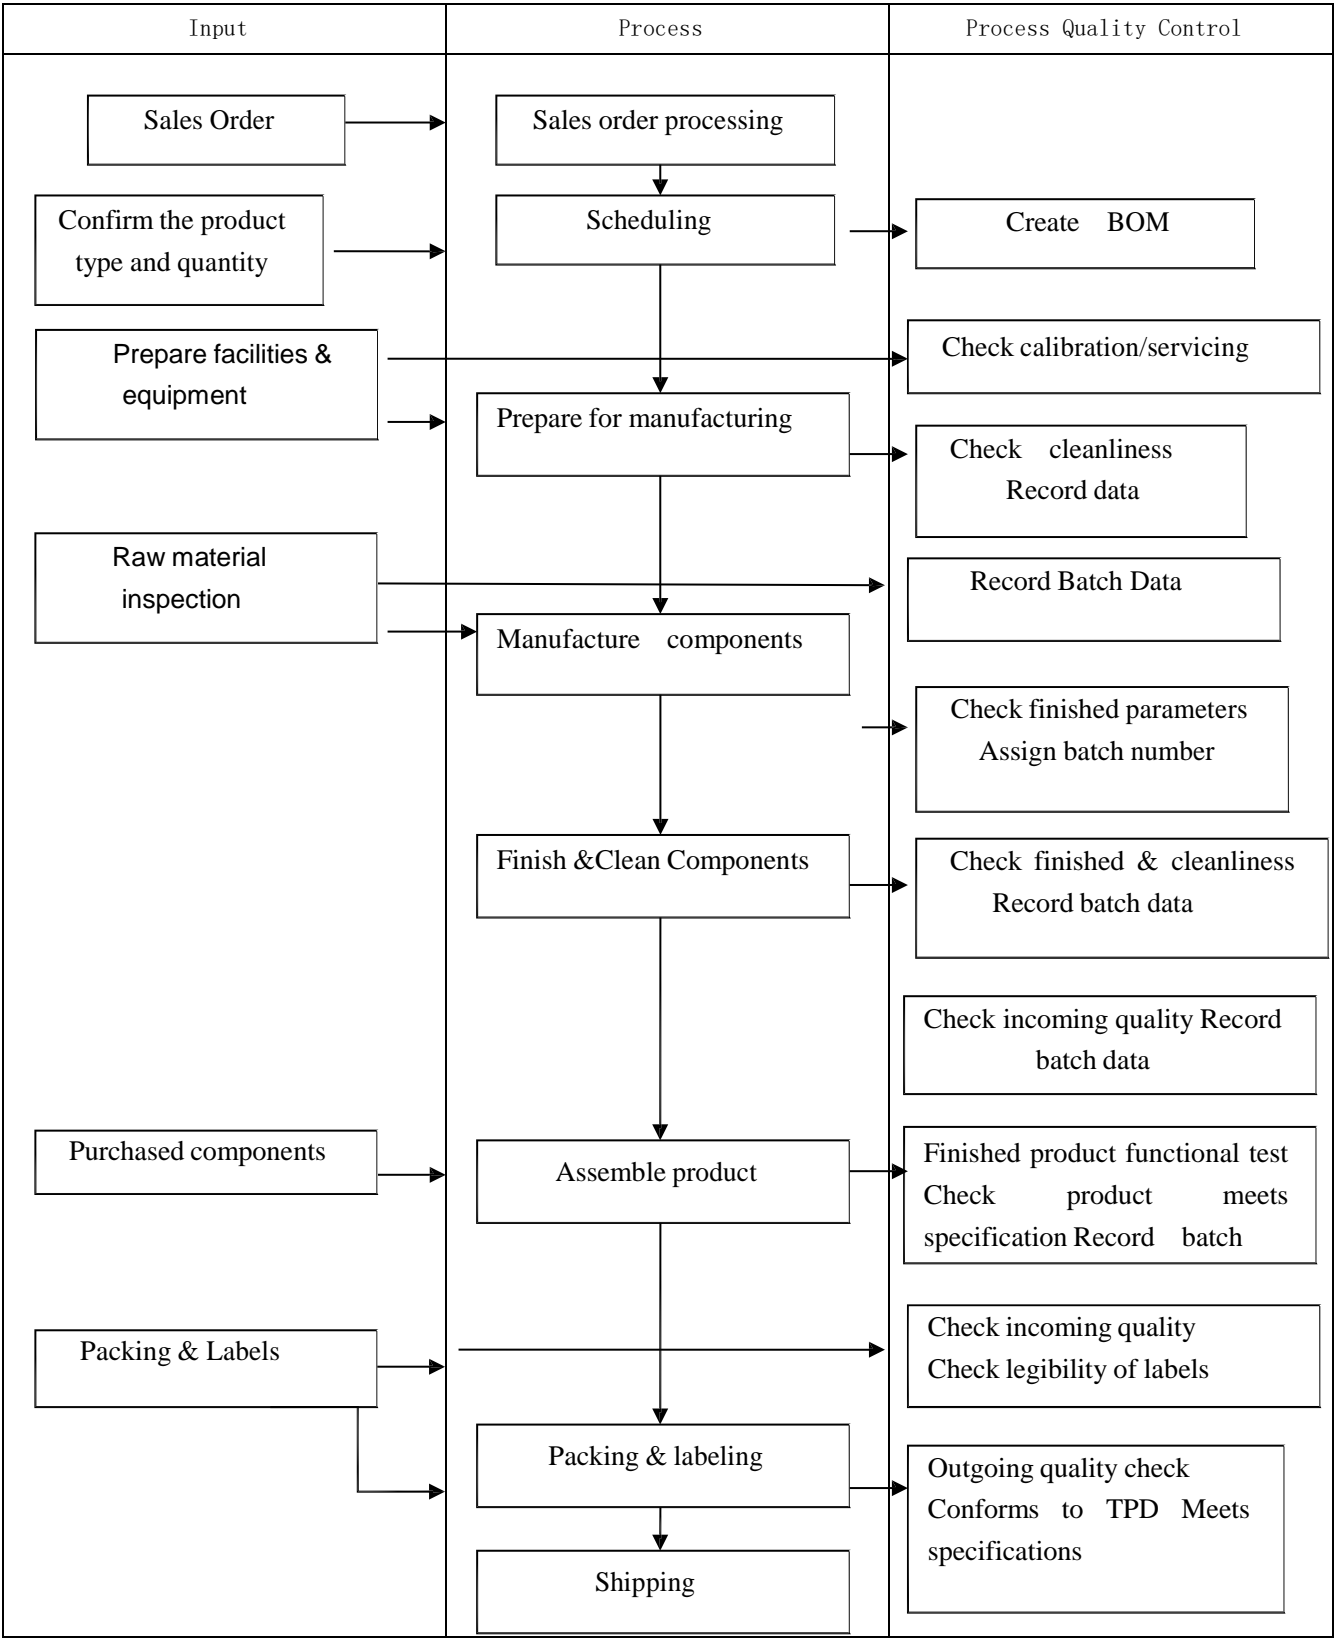 Input
Process
Process Quality Control
Sales Order
Sales order processing
Confirm the product
type and quantity
Scheduling
Create BOM
Prepare facilities &
equipment
Check calibration/servicing
Prepare for manufacturing
Check cleanliness
Record data
Raw material
inspection
Record Batch Data
Manufacture components
Check finished parameters
Assign batch number
Finish &Clean Components
Check finished & cleanliness
Record batch data
Check incoming quality Record
batch data
Purchased components
Assemble product
Finished product functional test
Check product meets
specification Record batch
Packing & Labels
Check incoming quality
Check legibility of labels
Packing & labeling
Outgoing quality check
Conforms to TPD Meets
specifications
Shipping